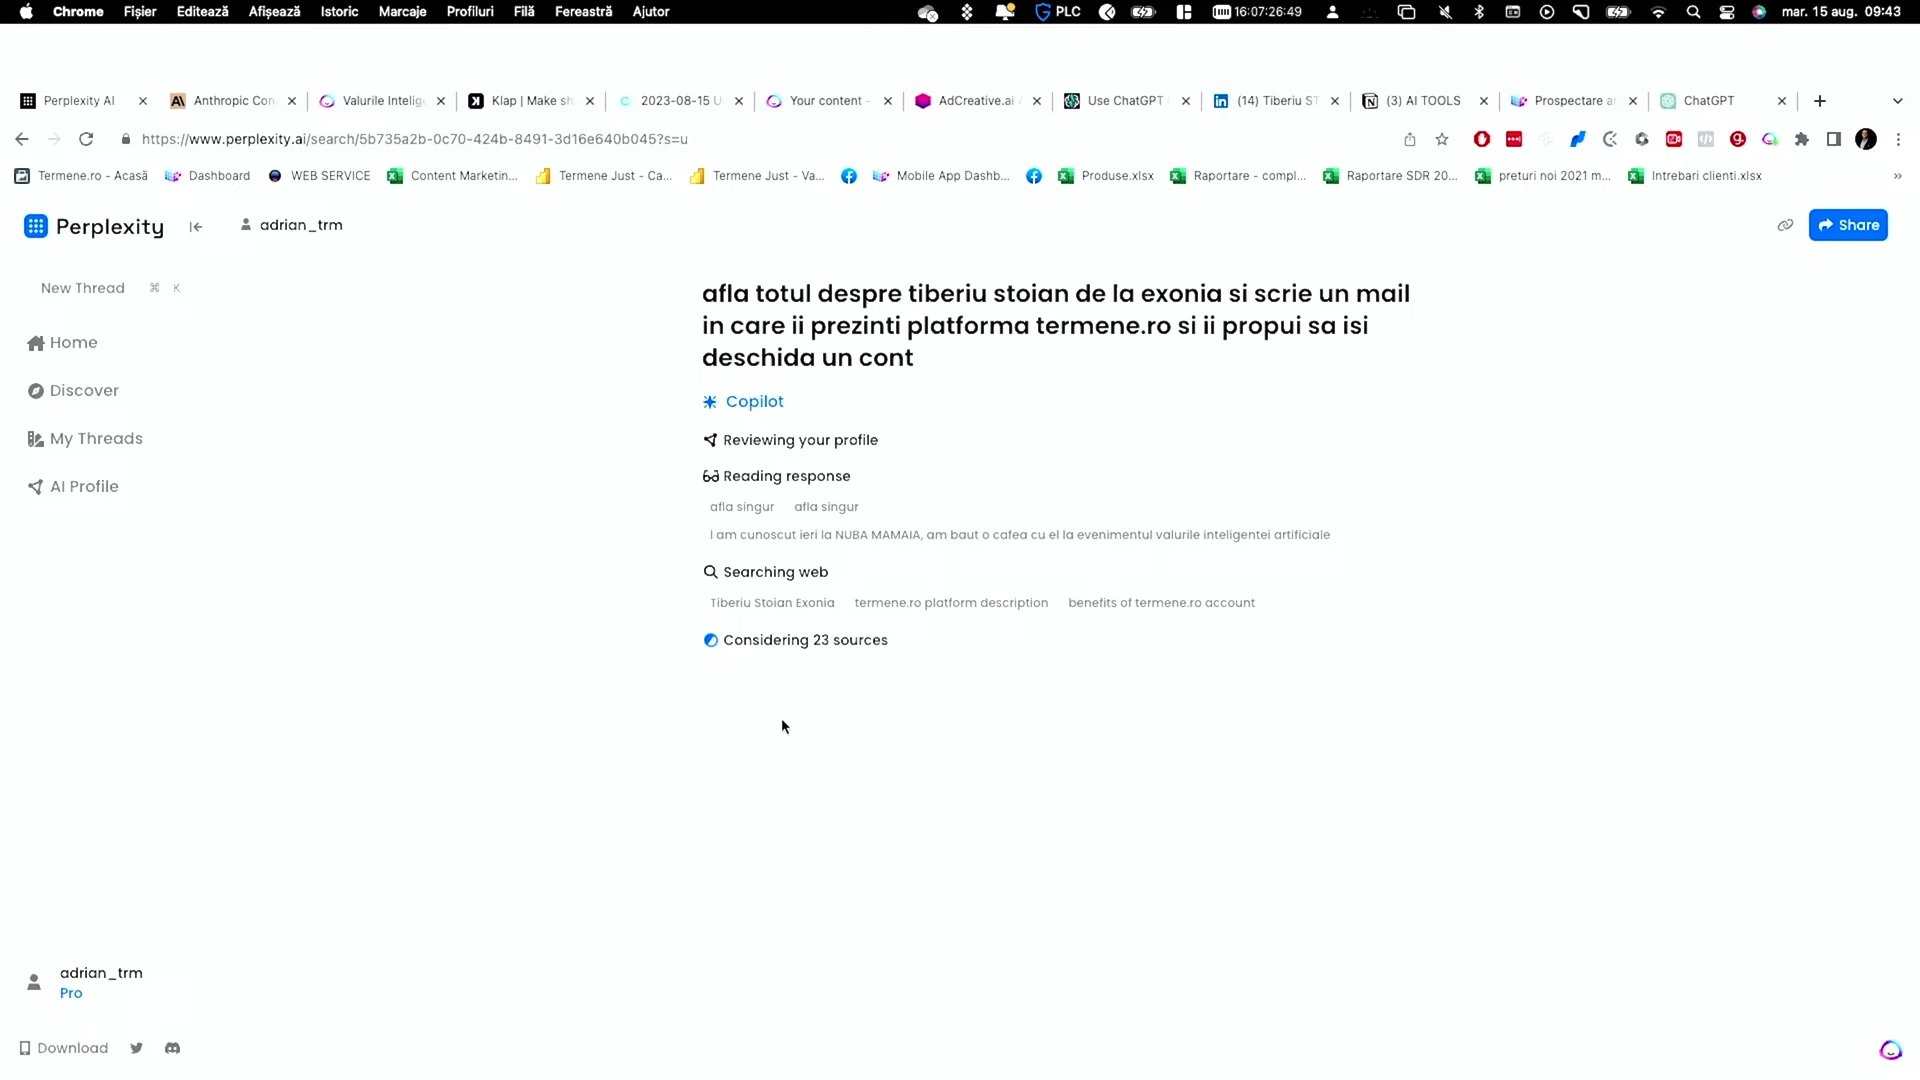 Chrome Fișier Editează Afișează Istoric Marcaje Profiluri Filă Fereastră Ajutor PLC 16:07:26:49 mar. 15 aug. 09:43
Perplexity AI Anthropic Con Valurile Intelig Klap | Make sh 2023-08-15 U Your content - AdCreative.ai Use ChatGPT (14) Tiberiu ST (3) AI TOOLS Prospectare a ChatGPT
https://www.perplexity.ai/search/5b735a2b-0c70-424b-8491-3d16e640b045?s=u
Termene.ro - Acasă Dashboard WEB SERVICE Content Marketin... Termene Just - Ca... Termene Just - Va... Mobile App Dashb... Produse.xlsx Raportare - compl... Raportare SDR 20... preturi noi 2021 m... Intrebari clienti.xlsx »
Perplexity adrian_trm Share
New Thread ⌘ K
Home
Discover
My Threads
AI Profile
afla totul despre tiberiu stoian de la exonia si scrie un mail
in care ii prezinti platforma termene.ro si ii propui sa isi
deschida un cont
Copilot
Reviewing your profile
Reading response
afla singur afla singur
l am cunoscut ieri la NUBA MAMAIA, am baut o cafea cu el la evenimentul valurile inteligentei artificiale
Searching web
Tiberiu Stoian Exonia termene.ro platform description benefits of termene.ro account
Considering 23 sources
adrian_trm
Pro
Download